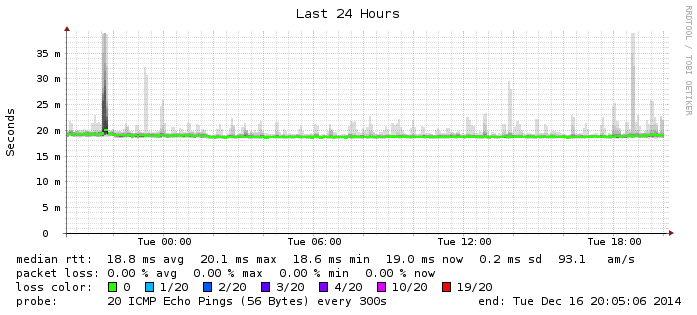 Last 24 Hours
RRDTOOL / TOBI OETIKER
Seconds
35 m
30 m
25 m
20 m
15 m
10 m
5 m
0
Tue 00:00 Tue 06:00 Tue 12:00 Tue 18:00
median rtt: 18.8 ms avg 20.1 ms max 18.6 ms min 19.0 ms now 0.2 ms sd 93.1 am/s
packet loss: 0.00 % avg 0.00 % max 0.00 % min 0.00 % now
loss color: 0 1/20 2/20 3/20 4/20 10/20 19/20
probe: 20 ICMP Echo Pings (56 Bytes) every 300s end: Tue Dec 16 20:05:06 2014